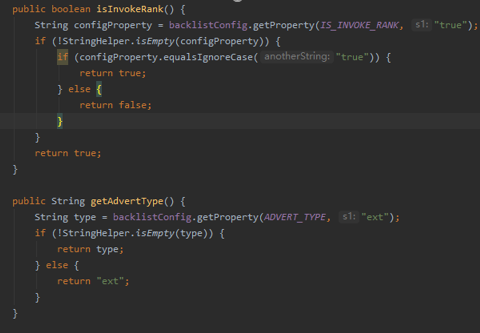 public boolean isInvokeRank() {
    String configProperty = backlistConfig.getProperty(IS_INVOKE_RANK, s1: "true");
    if (!StringHelper.isEmpty(configProperty)) {
        if (configProperty.equalsIgnoreCase( anotherString: "true")) {
            return true;
        } else {
            return false;
        }
    }
    return true;
}
public String getAdvertType() {
    String type = backlistConfig.getProperty(ADVERT_TYPE, s1: "ext");
    if (!StringHelper.isEmpty(type)) {
        return type;
    } else {
        return "ext";
    }
}